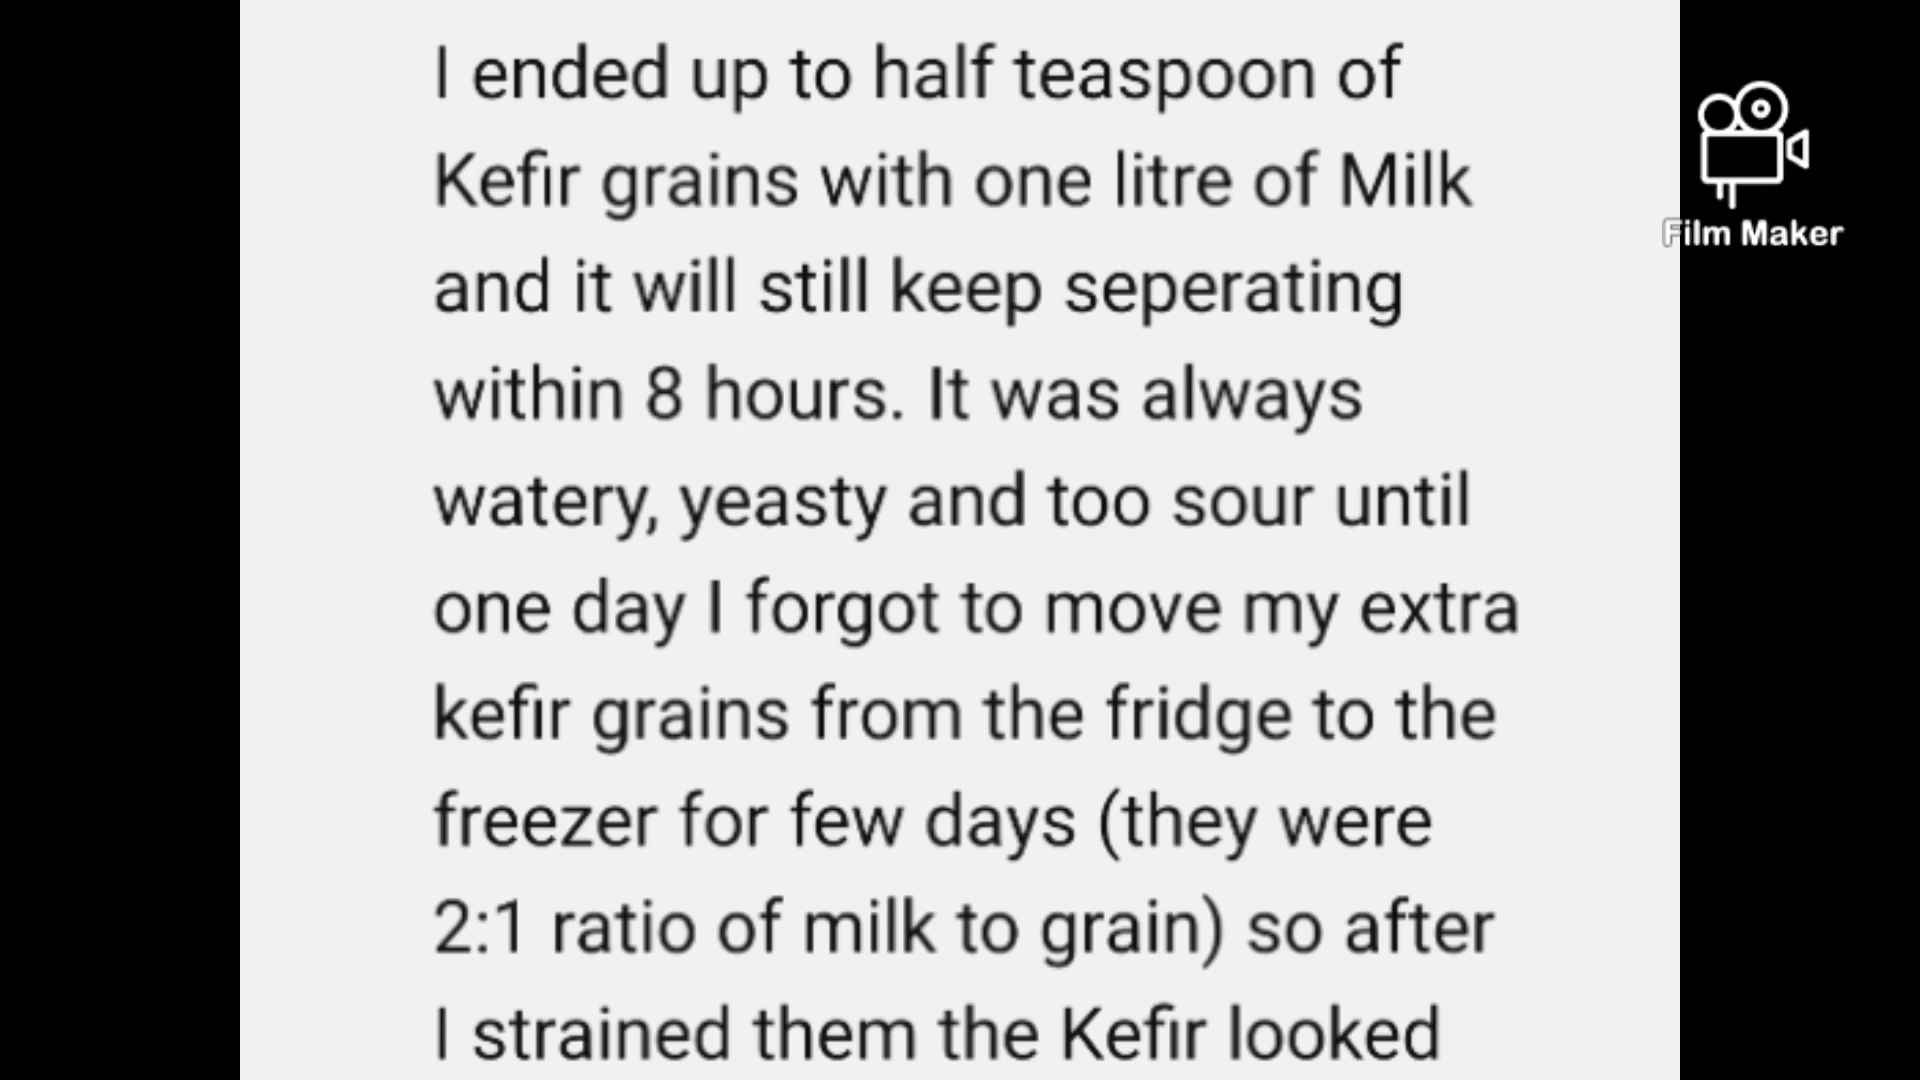 I ended up to half teaspoon of
Kefir grains with one litre of Milk
and it will still keep seperating
within 8 hours. It was always
watery, yeasty and too sour until
one day I forgot to move my extra
kefir grains from the fridge to the
freezer for few days (they were
2:1 ratio of milk to grain) so after
I strained them the Kefir looked
Film Maker